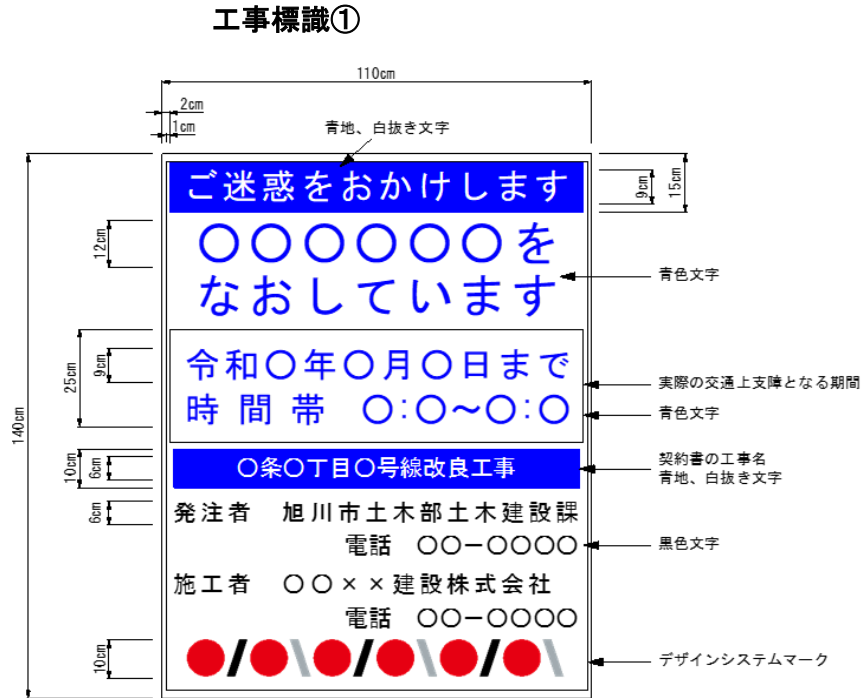 工事標識①
110cm
2cm
1cm
青地、白抜き文字
ご迷惑をおかけします
9cm
15cm
〇〇〇〇〇〇を
12cm
なおしています
青色文字
令和〇年〇月〇日まで
9cm
25cm
実際の交通上支障となる期間
時間帯 〇:〇~〇:〇
青色文字
140cm
〇条〇丁目〇号線改良工事
10cm
6cm
契約書の工事名
青地、白抜き文字
発注者 旭川市土木部土木建設課
6cm
電話 〇〇-〇〇〇〇
黒色文字
施工者 〇〇××建設株式会社
電話 〇〇-〇〇〇〇
10cm
デザインシステムマーク